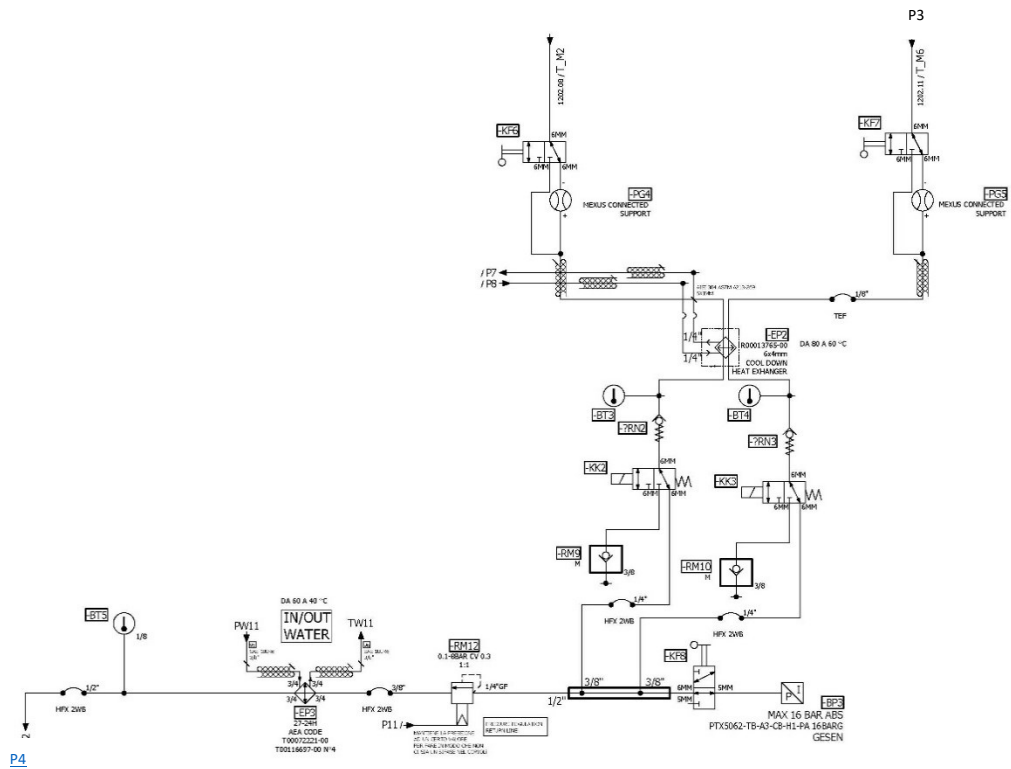 P3
1202.08 / T_M2
1202.11 / T_M6
-KF6
6MM
6MM
6MM
-KF7
6MM
6MM
6MM
-
+
-PG4
MEXUS CONNECTED
SUPPORT
-
+
-PG5
MEXUS CONNECTED
SUPPORT
/ P7
/ P8
1/8"
TEF
1/4"
1/4"
-EP2
R00013765-00
6x4mm
COOL DOWN
HEAT EXHANGER
DA 80 A 60 °C
-BT3
-?RN2
-BT4
-?RN3
-KK2
6MM
6MM
6MM
-KK3
6MM
6MM
6MM
-RM9
M
3/8
-RM10
M
3/8
1/4"
HFX 2WB
1/4"
HFX 2WB
-BT5
1/8
DA 60 A 40 °C
IN/OUT
WATER
PW11
TW11
3/4
3/4
3/4
3/4
-EP3
27-24H
AEA CODE
T00072221-00
T00116697-00 N°4
1/2"
HFX 2WB
3/8"
HFX 2WB
-RM12
0.1-8BAR CV 0.3
1:1
1/4"GF
P11 /
RETURN LINE
1/2"
3/8"
3/8"
-KF8
6MM
5MM
5MM
P
I
-BP3
MAX 16 BAR ABS
PTX5062-TB-A3-CB-H1-PA 16BARG
GESEN
P4